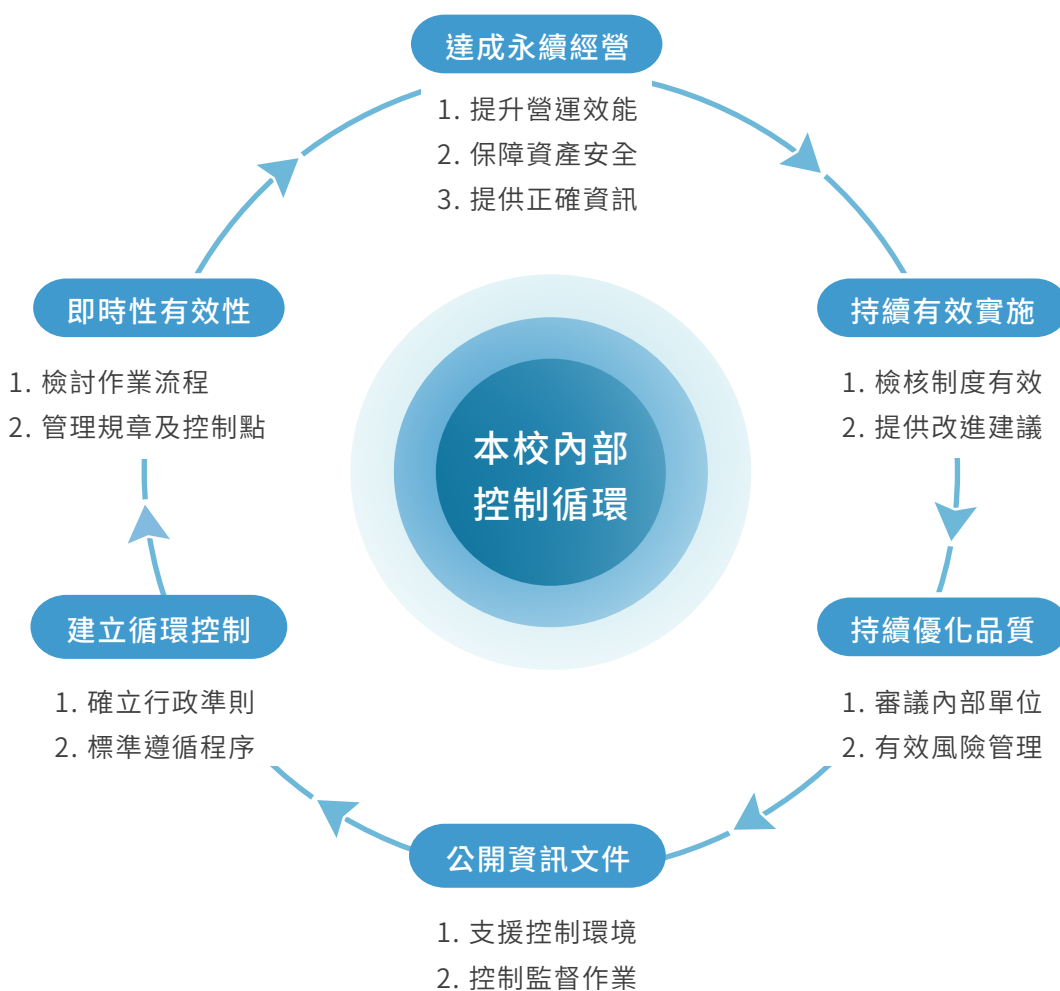 達成永續經營
1. 提升營運效能
2. 保障資產安全
3. 提供正確資訊
持續有效實施
1. 檢核制度有效
2. 提供改進建議
持續優化品質
1. 審議內部單位
2. 有效風險管理
公開資訊文件
1. 支援控制環境
2. 控制監督作業
建立循環控制
1. 確立行政準則
2. 標準遵循程序
即時性有效性
1. 檢討作業流程
2. 管理規章及控制點
本校內部
控制循環